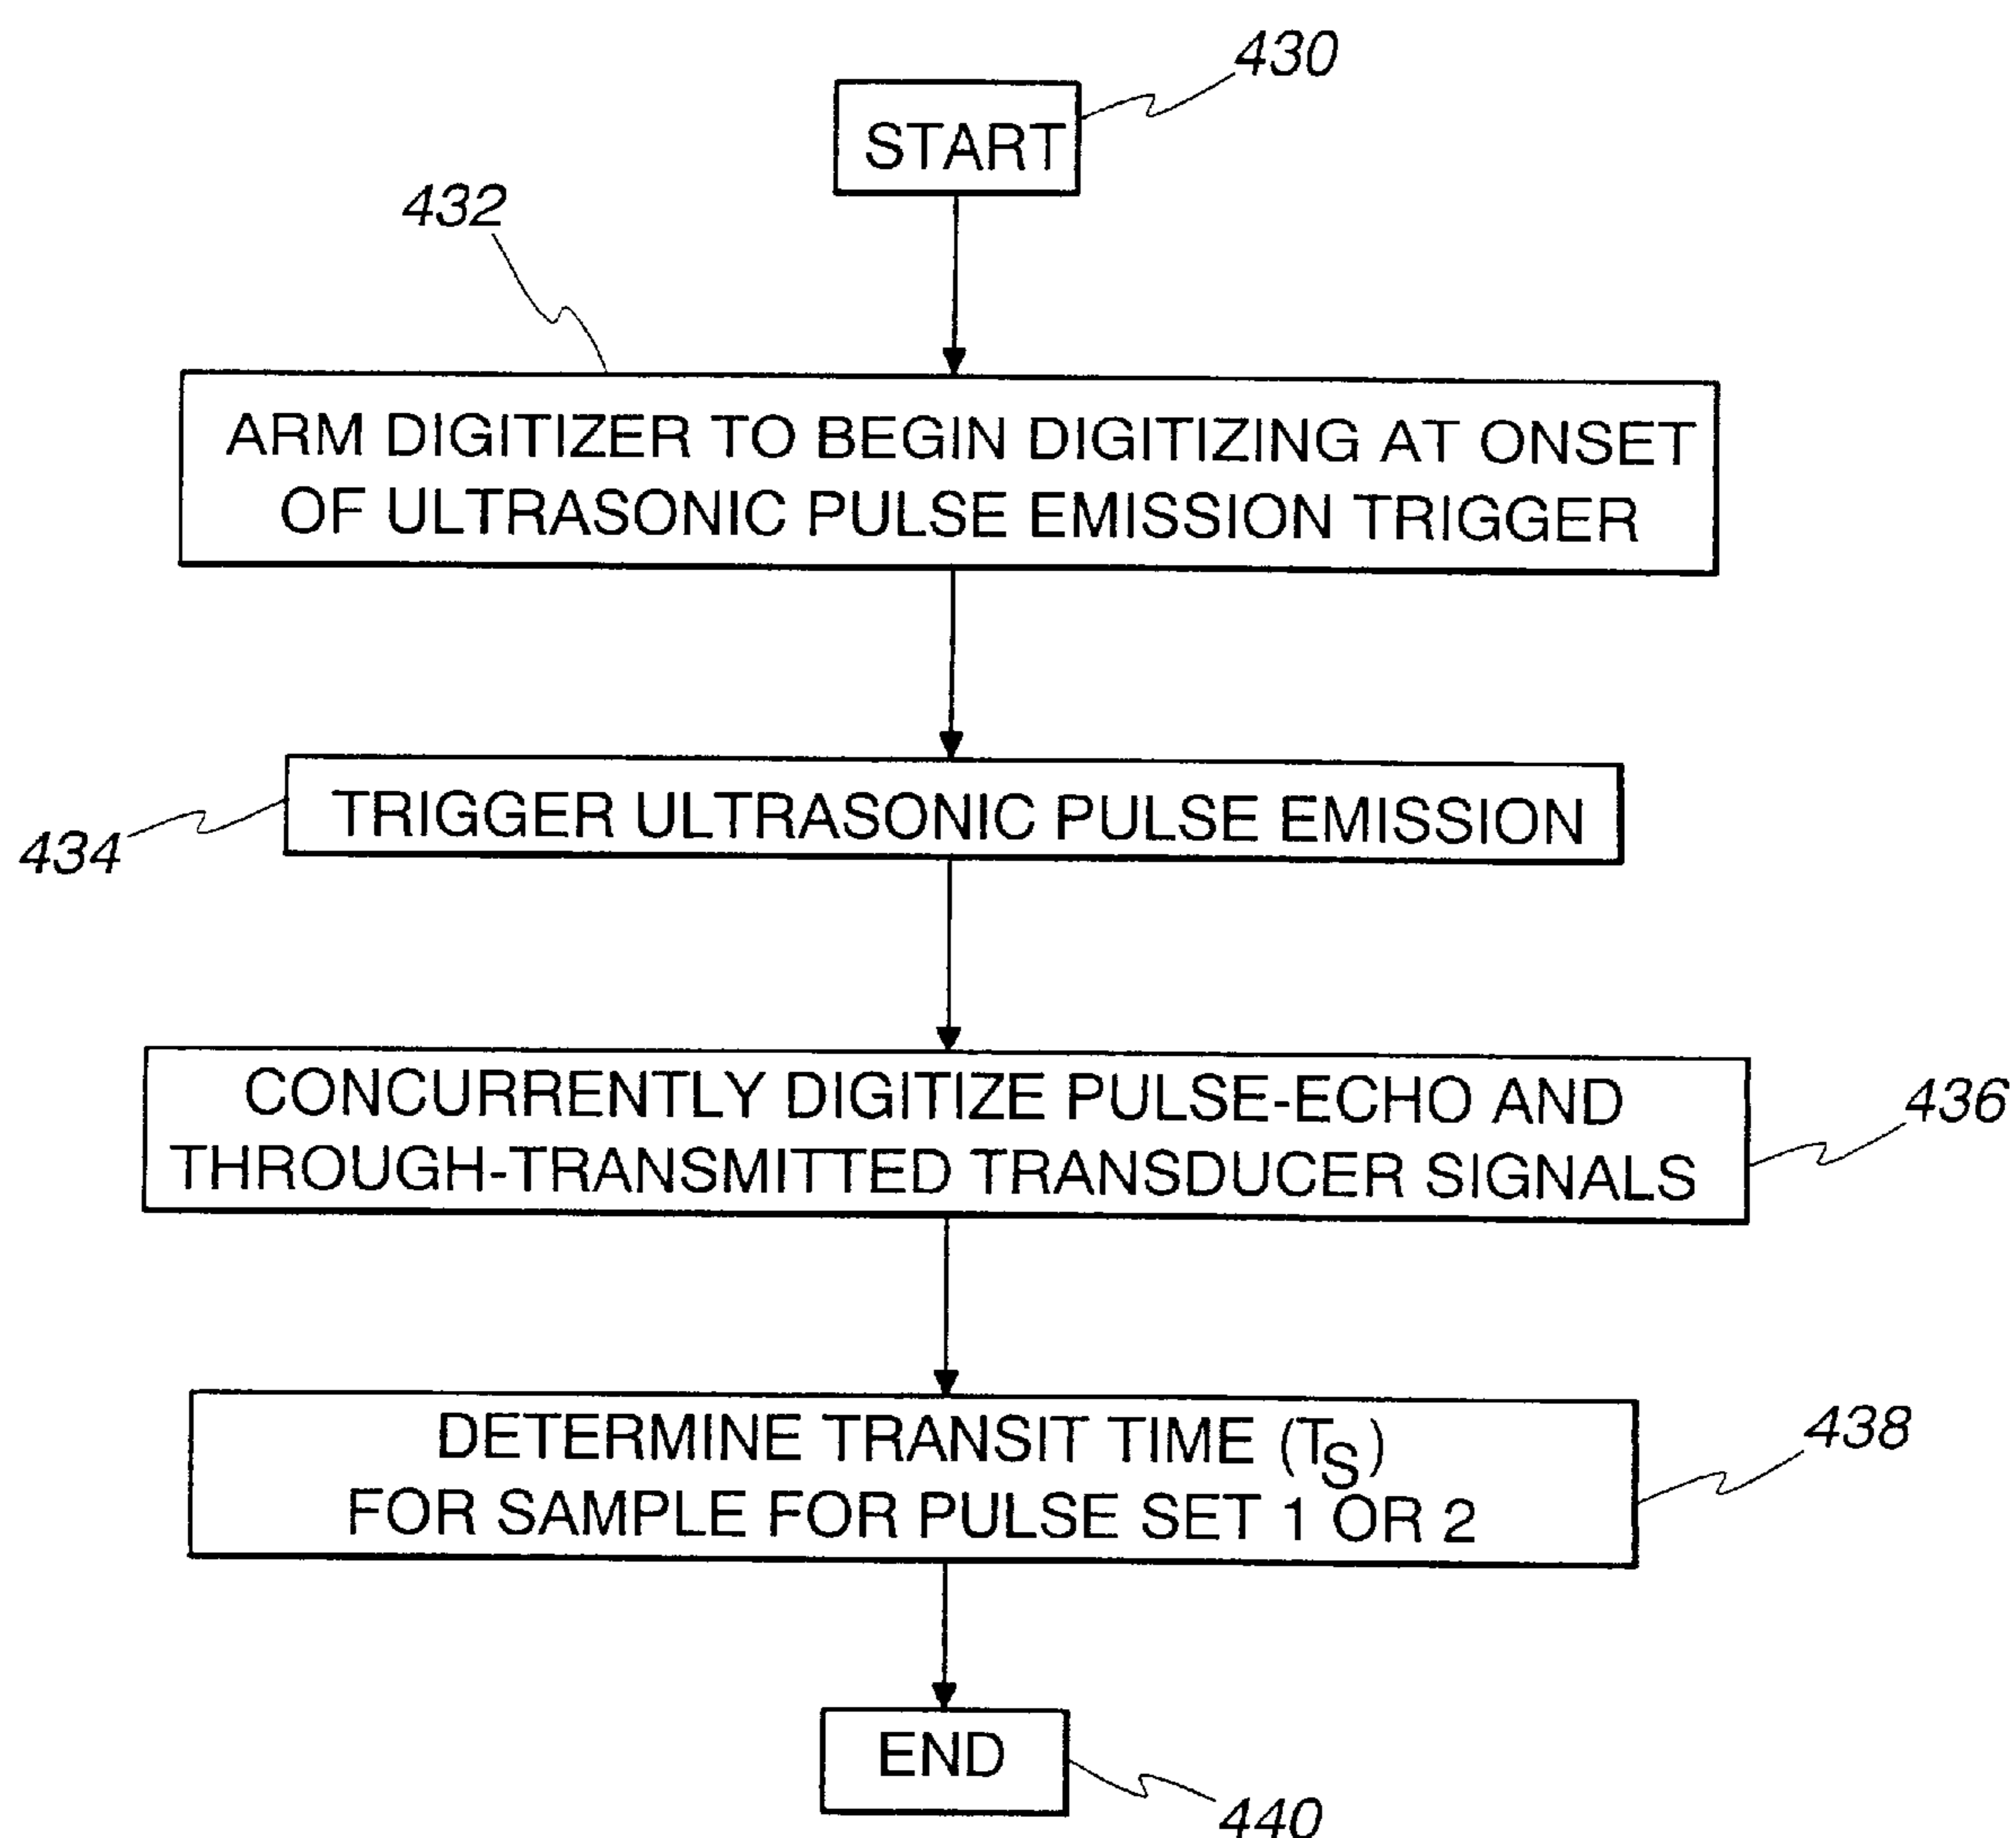 430
START
432
ARM DIGITIZER TO BEGIN DIGITIZING AT ONSET
OF ULTRASONIC PULSE EMISSION TRIGGER
TRIGGER ULTRASONIC PULSE EMISSION
434
CONCURRENTLY DIGITIZE PULSE-ECHO AND
THROUGH-TRANSMITTED TRANSDUCER SIGNALS
436
DETERMINE TRANSIT TIME (TS)
FOR SAMPLE FOR PULSE SET 1 OR 2
438
END
440